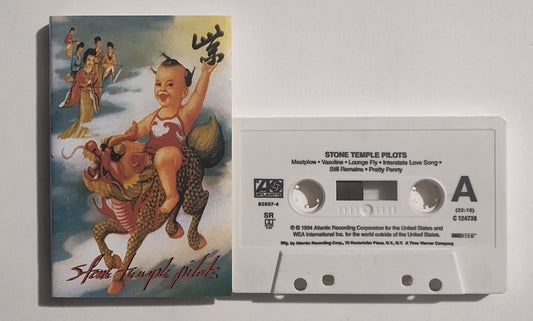 紫
Stone temple pilots
STONE TEMPLE PILOTS
Meatplow • Vasoline • Lounge Fly • Interstate Love Song •
Still Remains • Pretty Penny
ATLANTIC
82607-4
SR
A
(22:16)
C 124738
℗ © 1994 Atlantic Recording Corporation for the United States and
WEA International Inc. for the world outside of the United States.
Mfg. by Atlantic Recording Corp., 75 Rockefeller Plaza, N.Y., N.Y. A Time Warner Company